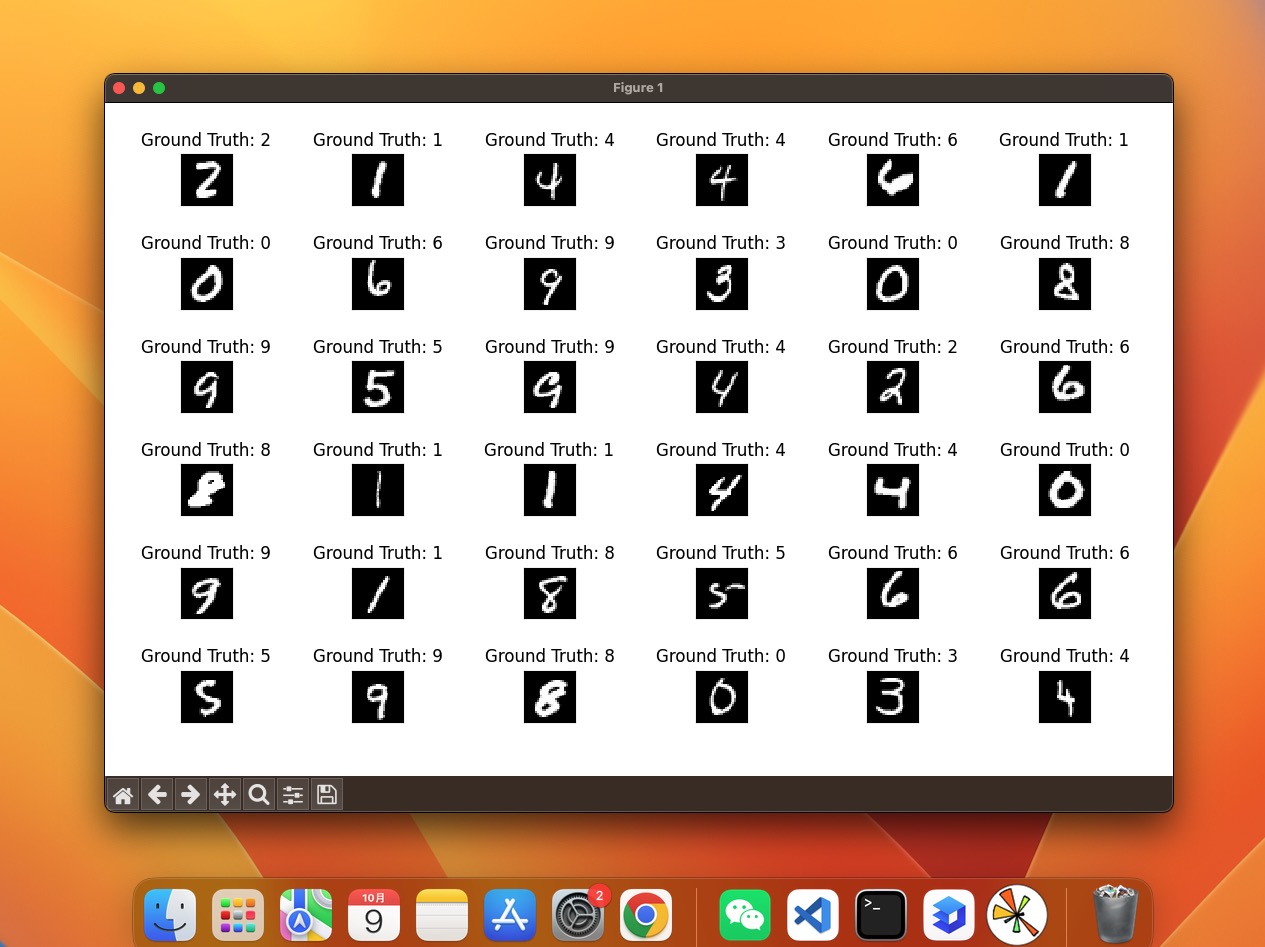 Figure 1
Ground Truth: 2 Ground Truth: 1 Ground Truth: 4 Ground Truth: 4 Ground Truth: 6 Ground Truth: 1
2 1 4 4 6 1
Ground Truth: 0 Ground Truth: 6 Ground Truth: 9 Ground Truth: 3 Ground Truth: 0 Ground Truth: 8
0 6 9 3 0 8
Ground Truth: 9 Ground Truth: 5 Ground Truth: 9 Ground Truth: 4 Ground Truth: 2 Ground Truth: 6
9 5 9 4 2 6
Ground Truth: 8 Ground Truth: 1 Ground Truth: 1 Ground Truth: 4 Ground Truth: 4 Ground Truth: 0
8 1 1 4 4 0
Ground Truth: 9 Ground Truth: 1 Ground Truth: 8 Ground Truth: 5 Ground Truth: 6 Ground Truth: 6
9 1 8 5 6 6
Ground Truth: 5 Ground Truth: 9 Ground Truth: 8 Ground Truth: 0 Ground Truth: 3 Ground Truth: 4
5 9 8 0 3 4
10月
9
2
>_